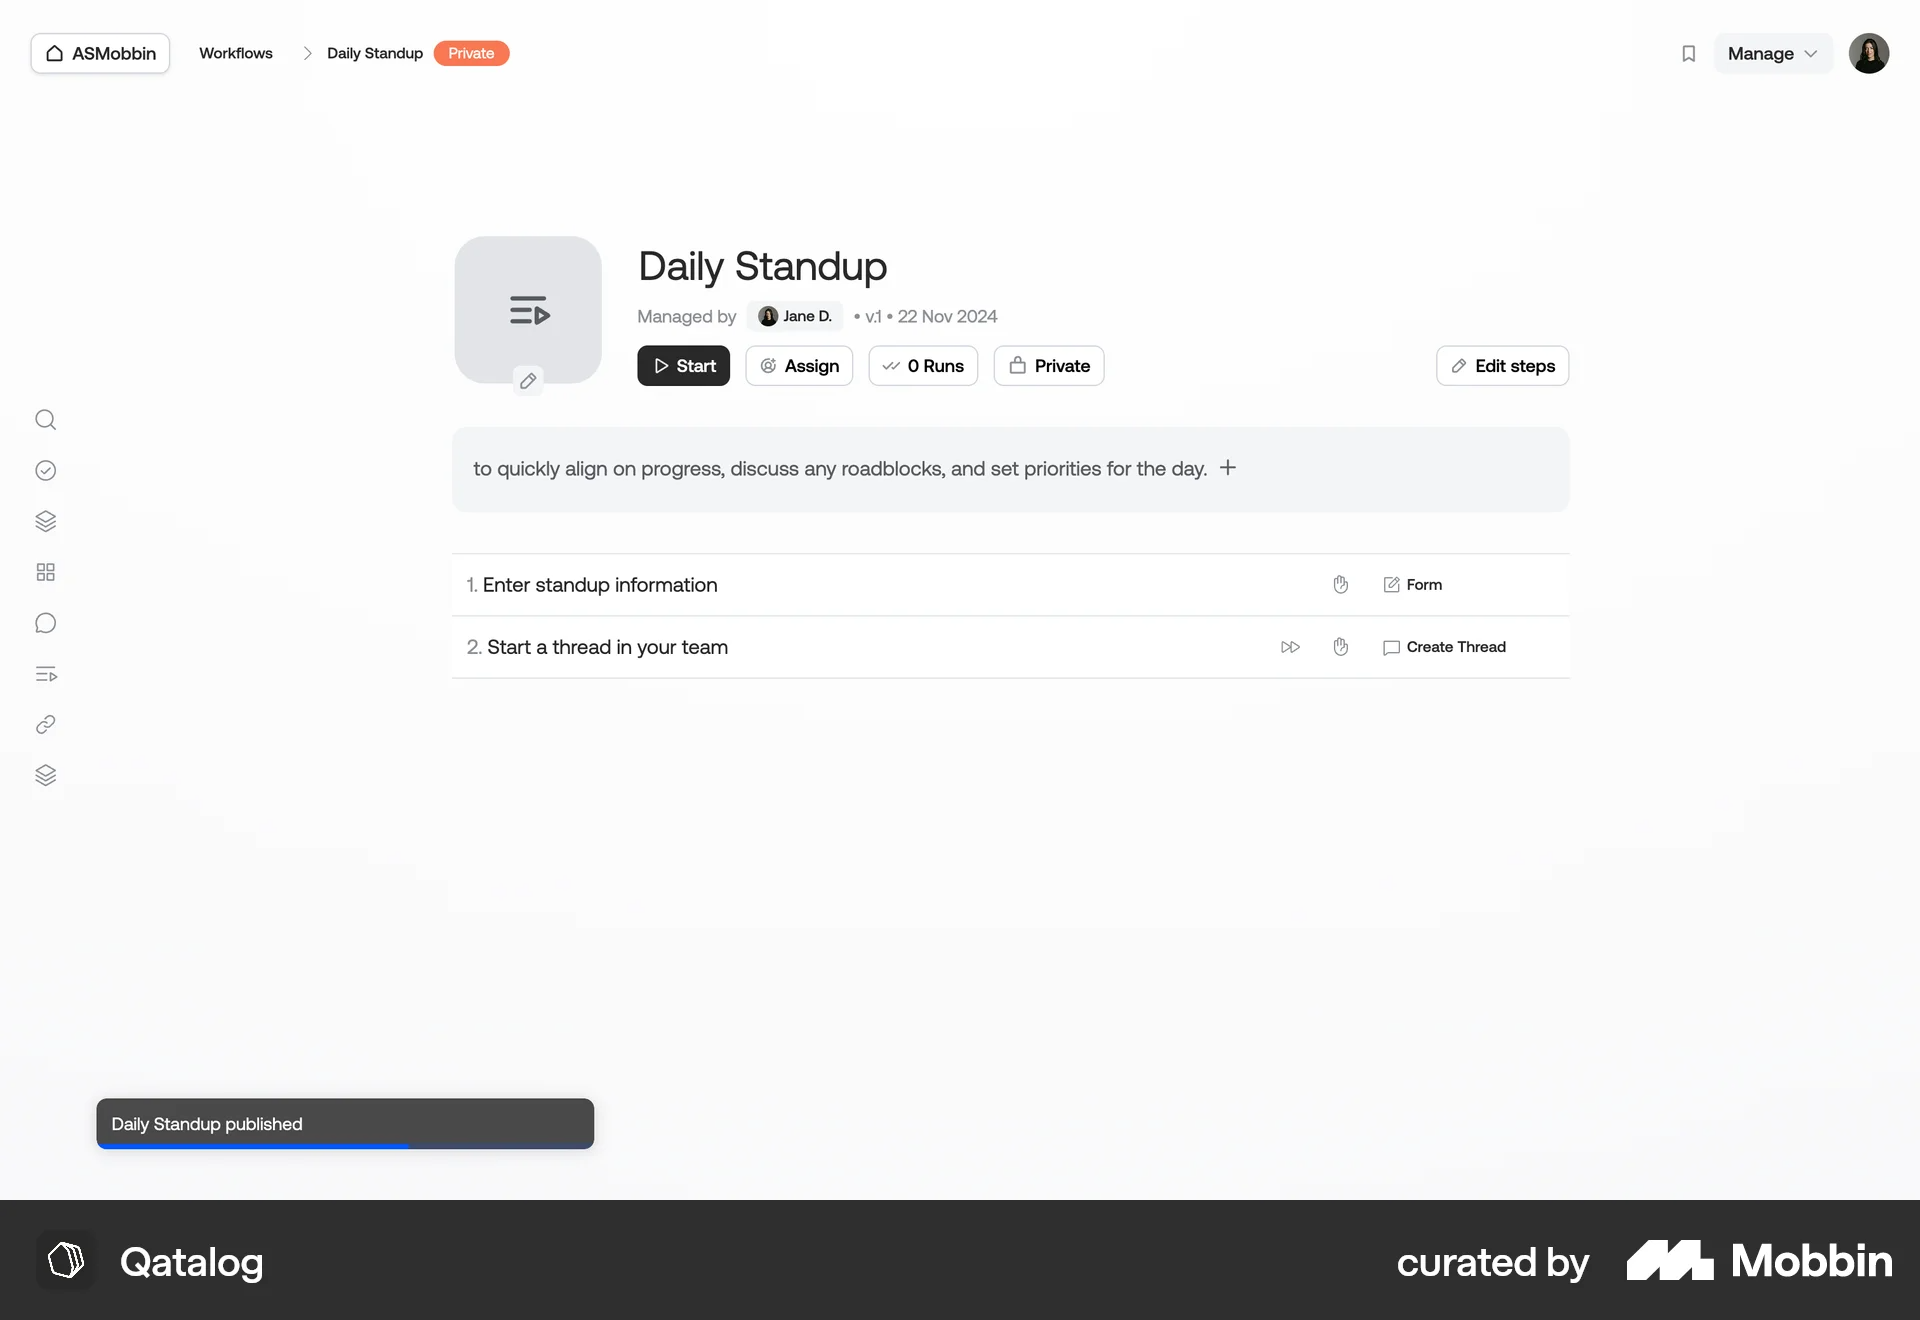 ASMobbin
Workflows
Daily Standup
Private
Manage
Daily Standup
Managed by Jane D. • v.1 • 22 Nov 2024
Start
Assign
0 Runs
Private
Edit steps
to quickly align on progress, discuss any roadblocks, and set priorities for the day.
1. Enter standup information
Form
2. Start a thread in your team
Create Thread
Daily Standup published
Qatalog
curated by Mobbin